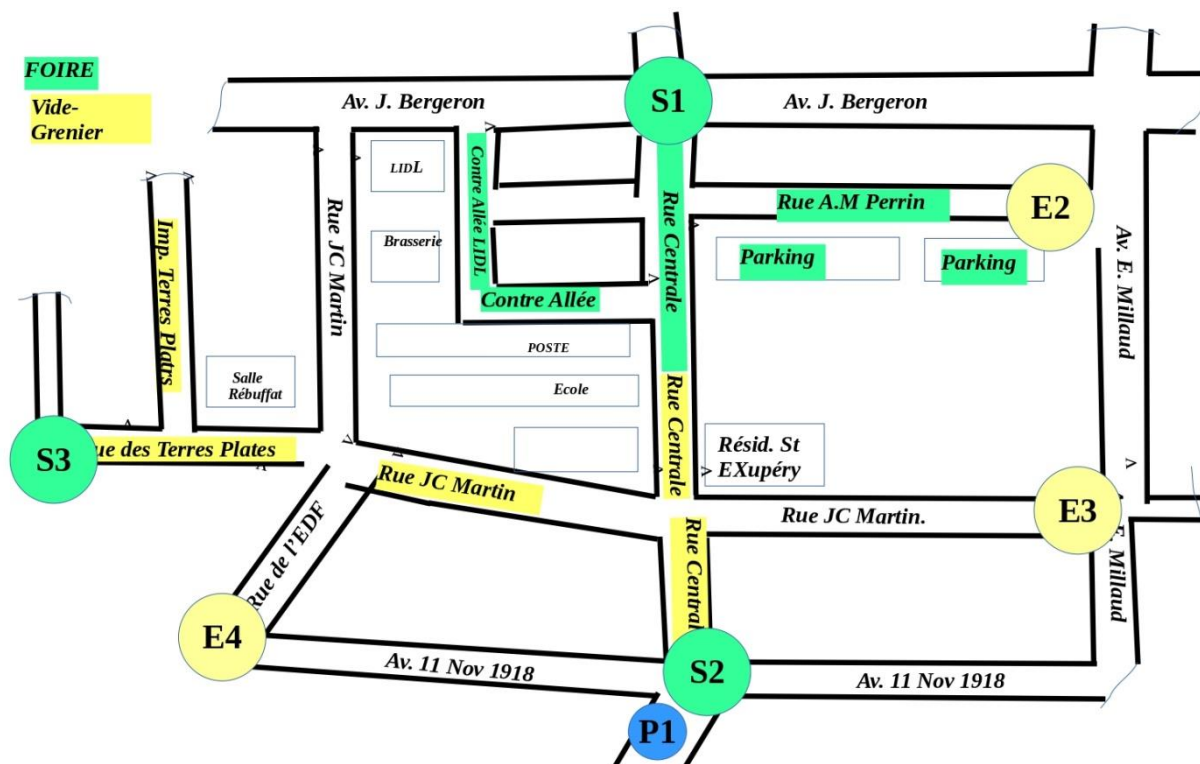 FOIRE
Vide-
Grenier
Av. J. Bergeron
S1
Av. J. Bergeron
LIDL
Contre Allée LIDL
Rue Centrale
Rue A.M Perrin
E2
Imp. Terres Platrs
Rue JC Martin
Brasserie
Parking
Parking
Av. E. Millaud
Contre Allée
POSTE
Salle
Rébuffat
Ecole
Rue Centrale
S3
ue des Terres Plates
Résid. St
EXupéry
Rue JC Martin
Rue JC Martin.
E3
E. Millaud
Rue de l'EDF
Rue Central
E4
Av. 11 Nov 1918
S2
Av. 11 Nov 1918
P1